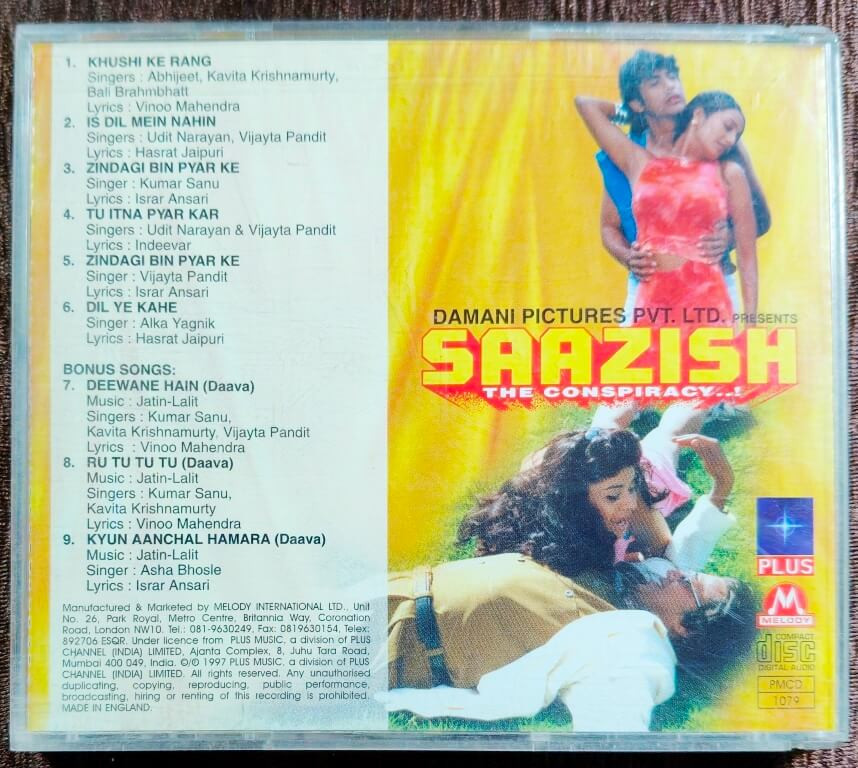 1. KHUSHI KE RANG
Singers : Abhijeet, Kavita Krishnamurty,
Bali Brahmbhatt
Lyrics : Vinoo Mahendra
2. IS DIL MEIN NAHIN
Singers : Udit Narayan, Vijayta Pandit
Lyrics : Hasrat Jaipuri
3. ZINDAGI BIN PYAR KE
Singer : Kumar Sanu
Lyrics : Israr Ansari
4. TU ITNA PYAR KAR
Singers : Udit Narayan & Vijayta Pandit
Lyrics : Indeevar
5. ZINDAGI BIN PYAR KE
Singer : Vijayta Pandit
Lyrics : Israr Ansari
6. DIL YE KAHE
Singer : Alka Yagnik
Lyrics : Hasrat Jaipuri
BONUS SONGS:
7. DEEWANE HAIN (Daava)
Music : Jatin-Lalit
Singers : Kumar Sanu,
Kavita Krishnamurty, Vijayta Pandit
Lyrics : Vinoo Mahendra
8. RU TU TU TU (Daava)
Music : Jatin-Lalit
Singers : Kumar Sanu,
Kavita Krishnamurty
Lyrics : Vinoo Mahendra
9. KYUN AANCHAL HAMARA (Daava)
Music : Jatin-Lalit
Singer : Asha Bhosle
Lyrics : Israr Ansari
Manufactured & Marketed by MELODY INTERNATIONAL LTD., Unit
No. 26, Park Royal, Metro Centre, Britannia Way, Coronation
Road, London NW10. Tel.: 081-9630249, Fax: 0819630154, Telex:
892706 ESQR. Under licence from PLUS MUSIC, a division of PLUS
CHANNEL (INDIA) LIMITED, Ajanta Complex, 8, Juhu Tara Road,
Mumbai 400 049, India. ©/℗ 1997 PLUS MUSIC, a division of PLUS
CHANNEL (INDIA) LIMITED. All rights reserved. Any unauthorised
duplicating, copying, reproducing, public performance,
broadcasting, hiring or renting of this recording is prohibited.
MADE IN ENGLAND.
DAMANI PICTURES PVT. LTD. PRESENTS
SAAZISH
THE CONSPIRACY..!
PLUS
M
MELODY
COMPACT
disc
DIGITAL AUDIO
PMCD
1079